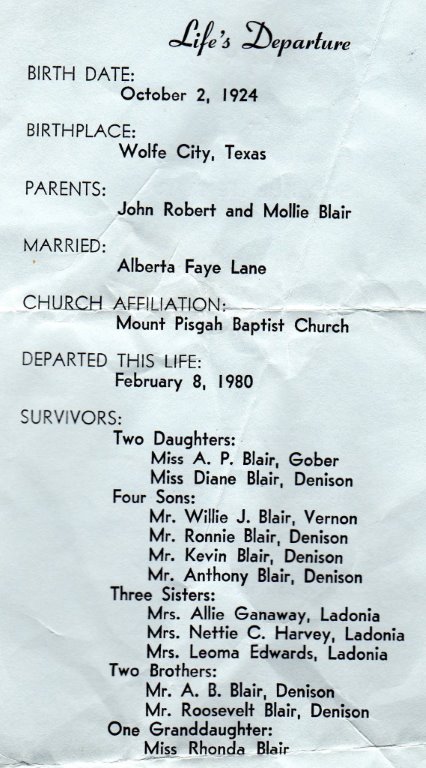 Life's Departure
BIRTH DATE:
October 2, 1924
BIRTHPLACE:
Wolfe City, Texas
PARENTS:
John Robert and Mollie Blair
MARRIED:
Alberta Faye Lane
CHURCH AFFILIATION:
Mount Pisgah Baptist Church
DEPARTED THIS LIFE:
February 8, 1980
SURVIVORS:
Two Daughters:
Miss A. P. Blair, Gober
Miss Diane Blair, Denison
Four Sons:
Mr. Willie J. Blair, Vernon
Mr. Ronnie Blair, Denison
Mr. Kevin Blair, Denison
Mr. Anthony Blair, Denison
Three Sisters:
Mrs. Allie Ganaway, Ladonia
Mrs. Nettie C. Harvey, Ladonia
Mrs. Leoma Edwards, Ladonia
Two Brothers:
Mr. A. B. Blair, Denison
Mr. Roosevelt Blair, Denison
One Granddaughter:
Miss Rhonda Blair